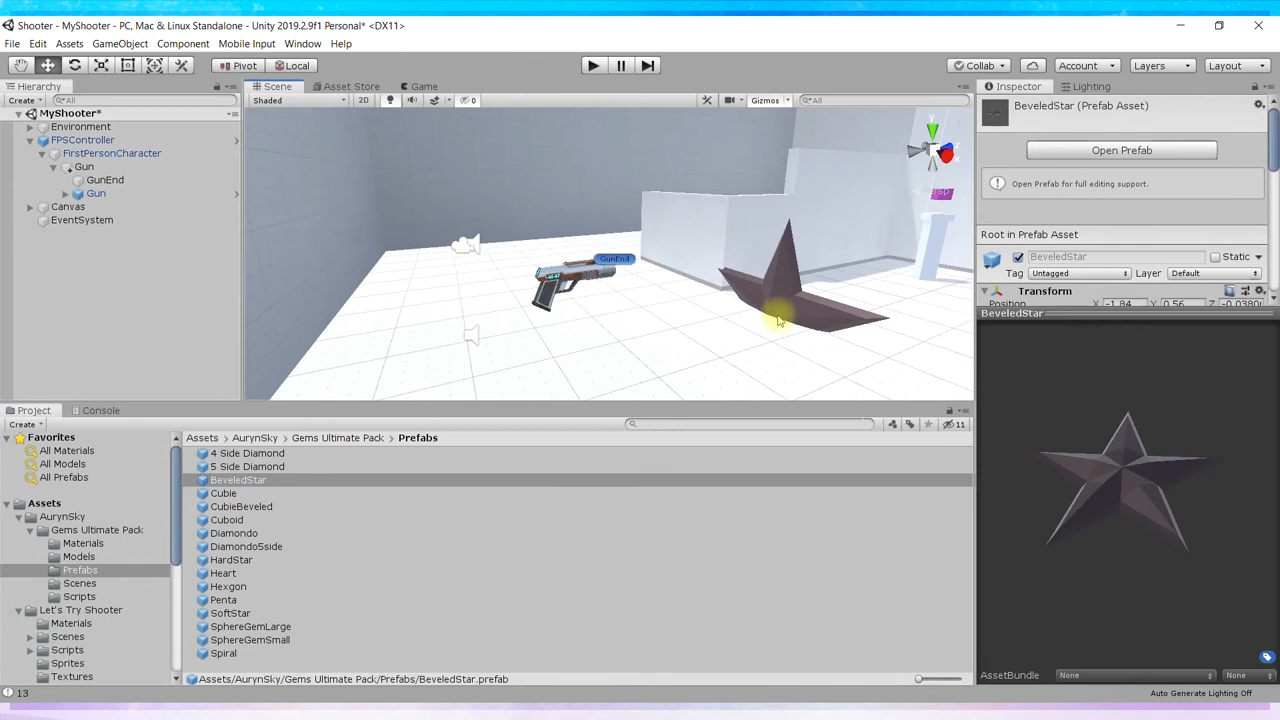 Shooter - MyShooter - PC, Mac & Linux Standalone - Unity 2019.2.9f1 Personal* <DX11>
File Edit Assets GameObject Component Mobile Input Window Help
Pivot Local Collab Account Layers Layout
Hierarchy Scene Asset Store Game Inspector Lighting
Create All Shaded 2D 0 Gizmos All BeveledStar (Prefab Asset)
MyShooter*
Environment
FPSController
FirstPersonCharacter
Gun
GunEnd
Gun
Canvas
EventSystem
GunEnd
y
x
z
Persp
Open Prefab
Open Prefab for full editing support.
Root in Prefab Asset
BeveledStar Static
Tag Untagged Layer Default
Transform
Position X -1.84 Y 0.56 Z -0.0380
BeveledStar
Project Console
Create 11
Favorites
All Materials
All Models
All Prefabs
Assets
AurynSky
Gems Ultimate Pack
Materials
Models
Prefabs
Scenes
Scripts
Let's Try Shooter
Materials
Scenes
Scripts
Sprites
Textures
Assets AurynSky Gems Ultimate Pack Prefabs
4 Side Diamond
5 Side Diamond
BeveledStar
Cubie
CubieBeveled
Cuboid
Diamondo
Diamondo5side
HardStar
Heart
Hexgon
Penta
SoftStar
SphereGemLarge
SphereGemSmall
Spiral
Assets/AurynSky/Gems Ultimate Pack/Prefabs/BeveledStar.prefab
AssetBundle None None
13 Auto Generate Lighting Off